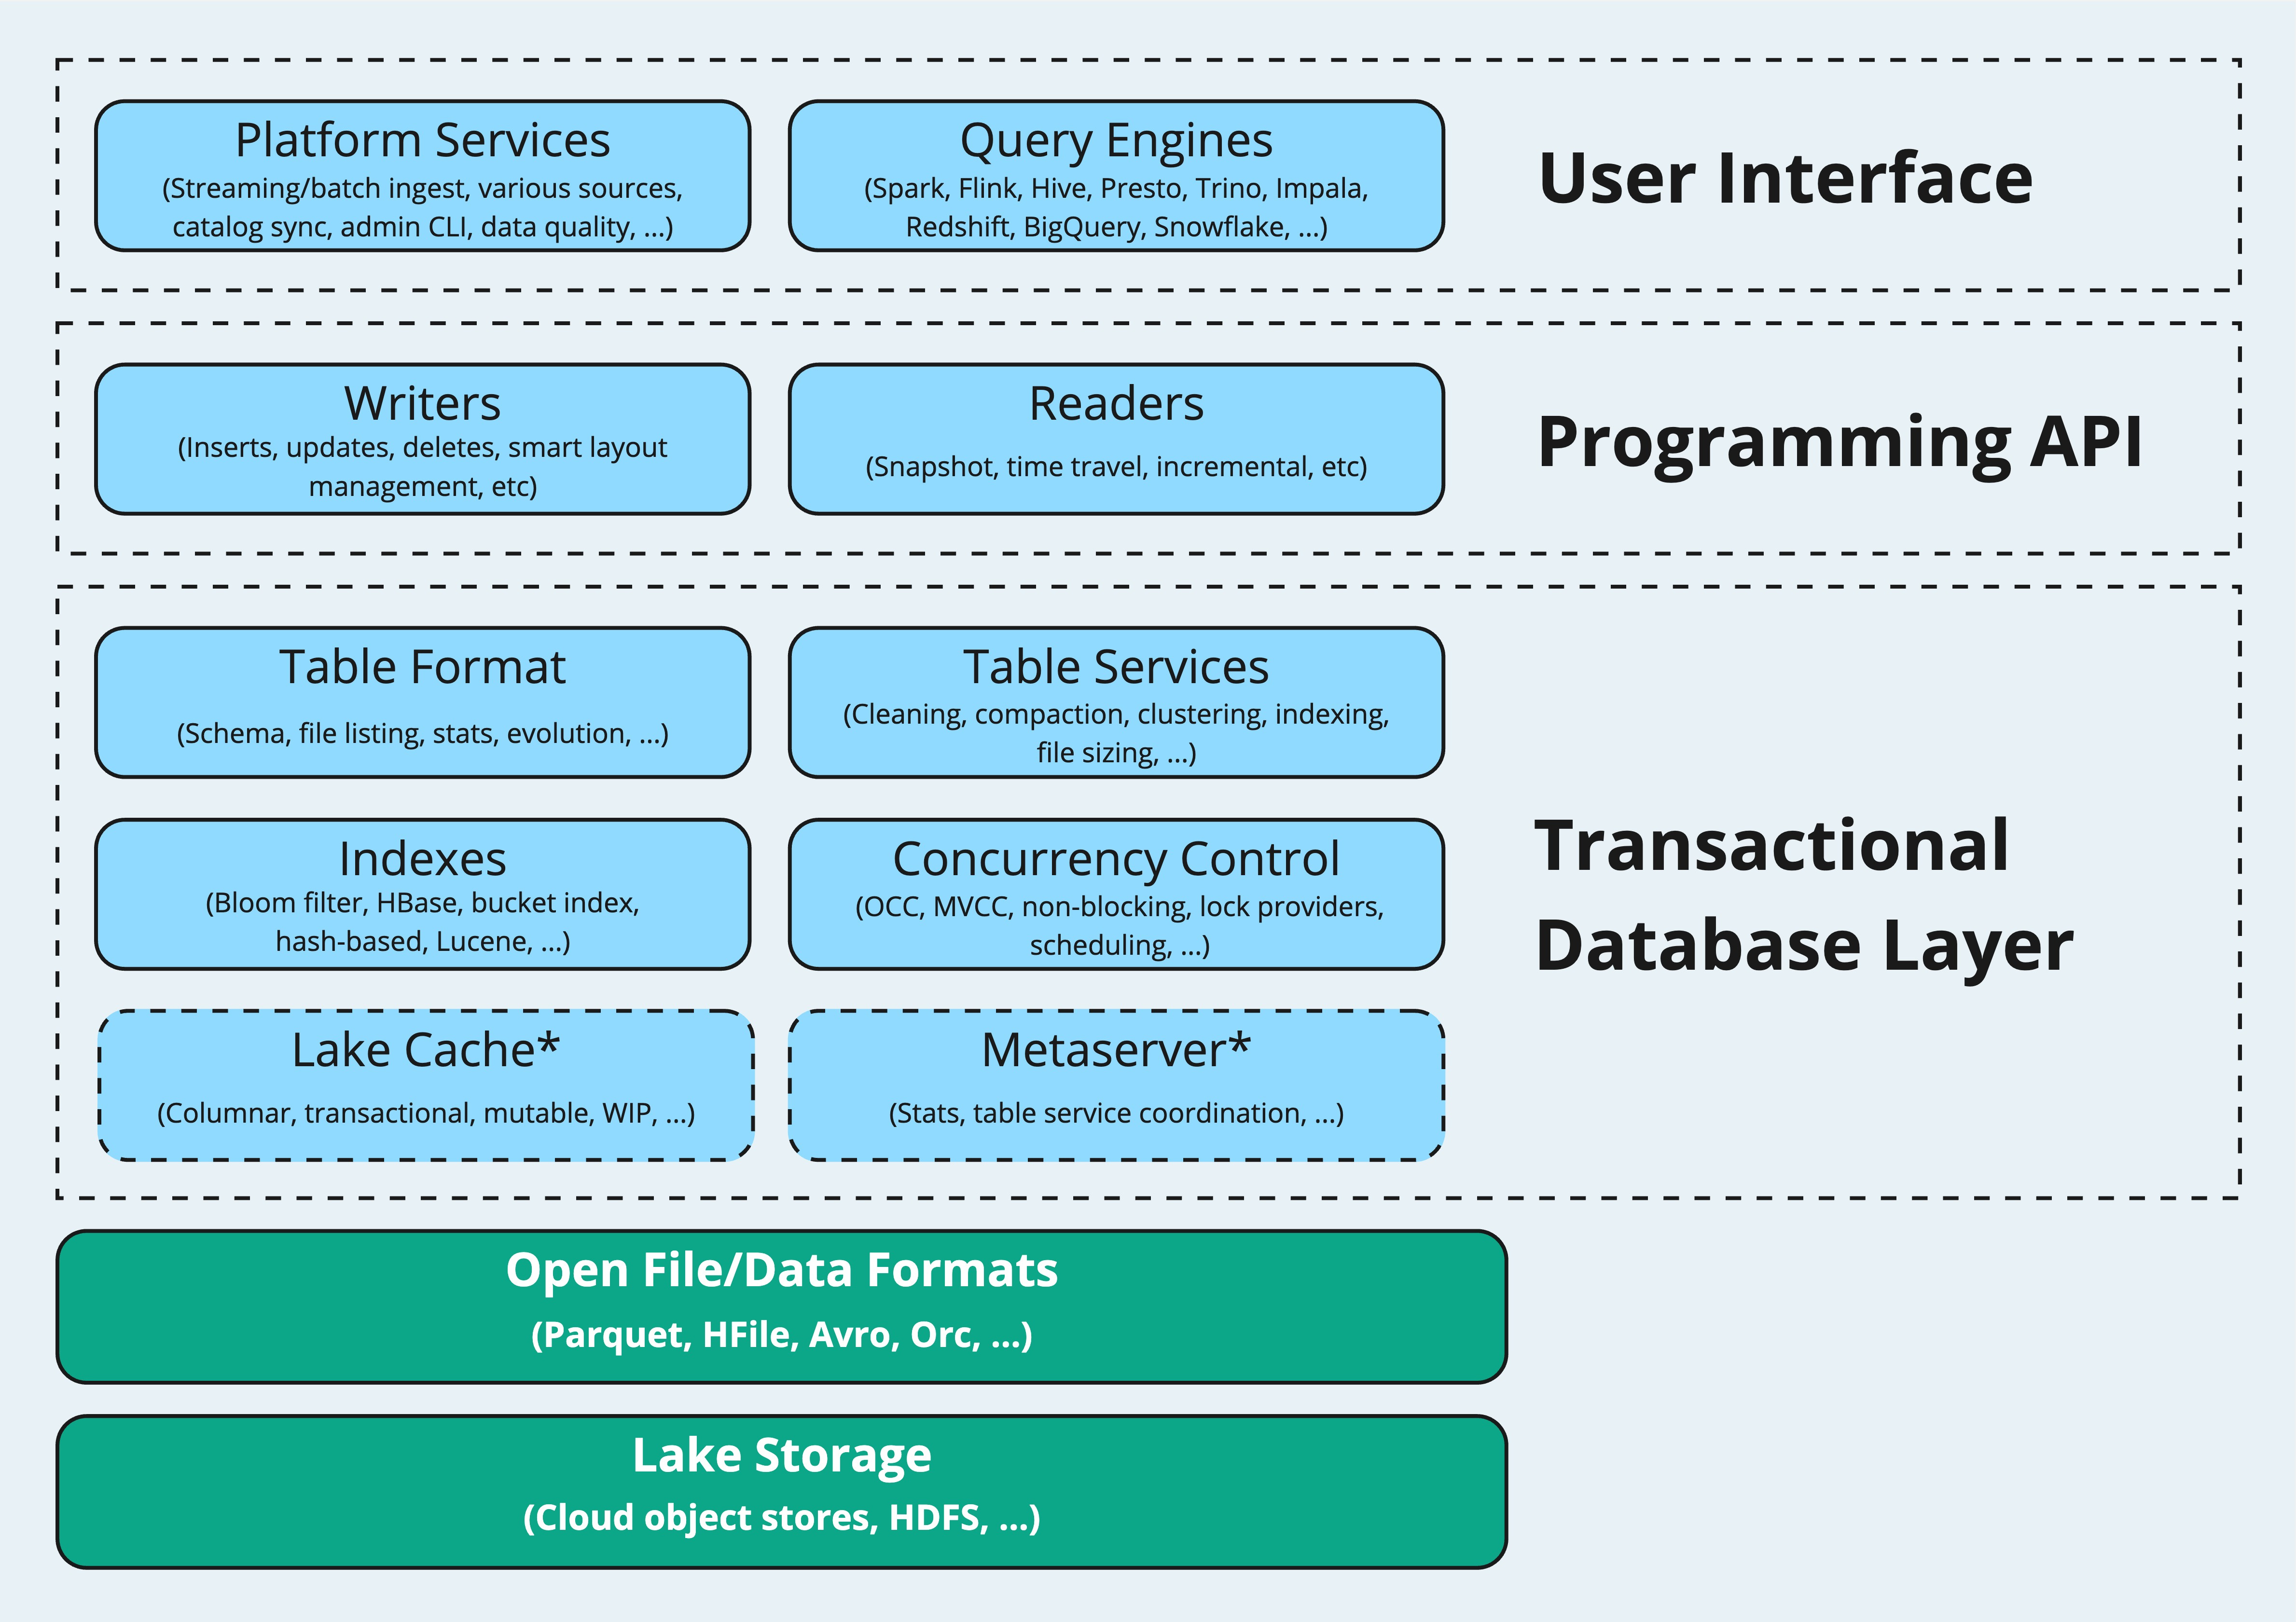 Platform Services
(Streaming/batch ingest, various sources,
catalog sync, admin CLI, data quality, ...)
Query Engines
(Spark, Flink, Hive, Presto, Trino, Impala,
Redshift, BigQuery, Snowflake, ...)
User Interface
Writers
(Inserts, updates, deletes, smart layout
management, etc)
Readers
(Snapshot, time travel, incremental, etc)
Programming API
Table Format
(Schema, file listing, stats, evolution, ...)
Table Services
(Cleaning, compaction, clustering, indexing,
file sizing, ...)
Indexes
(Bloom filter, HBase, bucket index,
hash-based, Lucene, ...)
Concurrency Control
(OCC, MVCC, non-blocking, lock providers,
scheduling, ...)
Lake Cache*
(Columnar, transactional, mutable, WIP, ...)
Metaserver*
(Stats, table service coordination, ...)
Transactional
Database Layer
Open File/Data Formats
(Parquet, HFile, Avro, Orc, ...)
Lake Storage
(Cloud object stores, HDFS, ...)